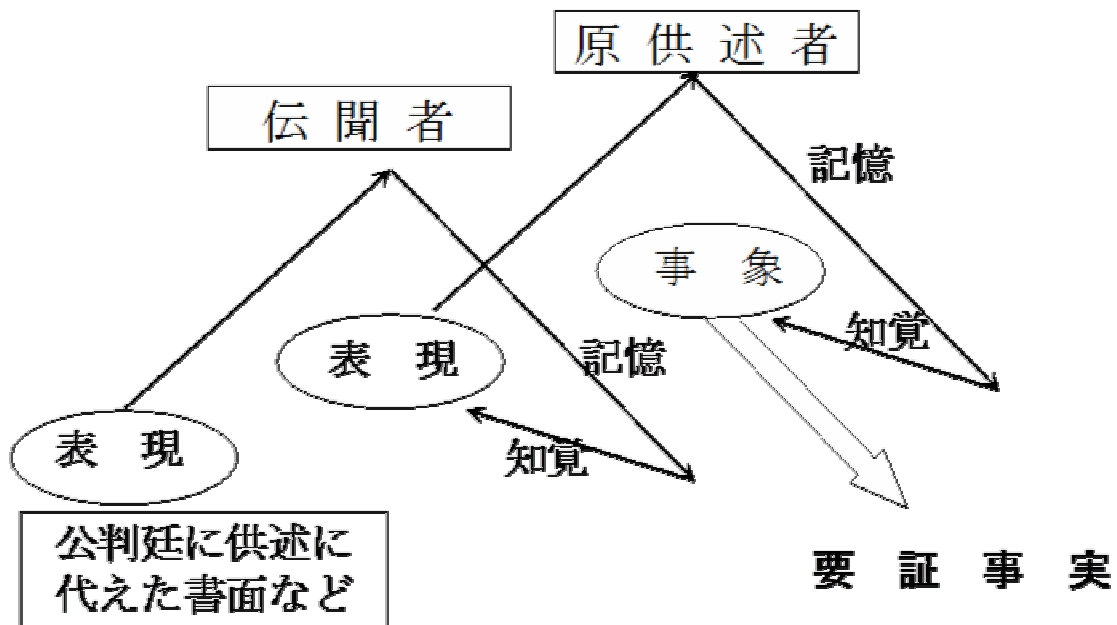 原供述者
伝聞者
記憶
事象
知覚
表現
記憶
知覚
表現
公判廷に供述に
代えた書面など
要証事実